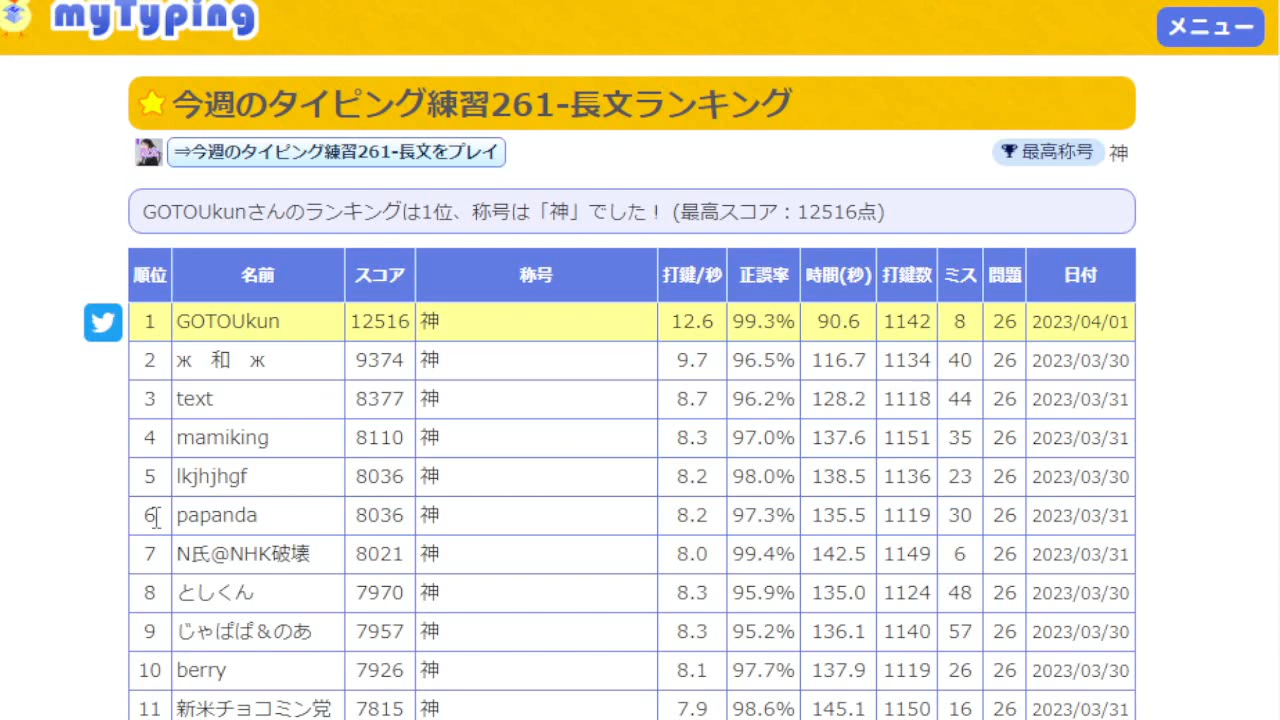 myTyping
メニュー
今週のタイピング練習261-長文ランキング
⇒今週のタイピング練習261-長文をプレイ
最高称号 神
GOTOUkunさんのランキングは1位、称号は「神」でした! (最高スコア:12516点)
順位 名前 スコア 称号 打鍵/秒 正誤率 時間(秒) 打鍵数 ミス 問題 日付
1 GOTOUkun 12516 神 12.6 99.3% 90.6 1142 8 26 2023/04/01
2 ж 和 ж 9374 神 9.7 96.5% 116.7 1134 40 26 2023/03/30
3 text 8377 神 8.7 96.2% 128.2 1118 44 26 2023/03/31
4 mamiking 8110 神 8.3 97.0% 137.6 1151 35 26 2023/03/31
5 lkjhjhgf 8036 神 8.2 98.0% 138.5 1136 23 26 2023/03/30
6 papanda 8036 神 8.2 97.3% 135.5 1119 30 26 2023/03/31
7 N氏@NHK破壊 8021 神 8.0 99.4% 142.5 1149 6 26 2023/03/31
8 としくん 7970 神 8.3 95.9% 135.0 1124 48 26 2023/03/30
9 じゃぱぱ&のあ 7957 神 8.3 95.2% 136.1 1140 57 26 2023/03/30
10 berry 7926 神 8.1 97.7% 137.9 1119 26 26 2023/03/30
11 新米チョコミン党 7815 神 7.9 98.6% 145.1 1150 16 26 2023/03/31